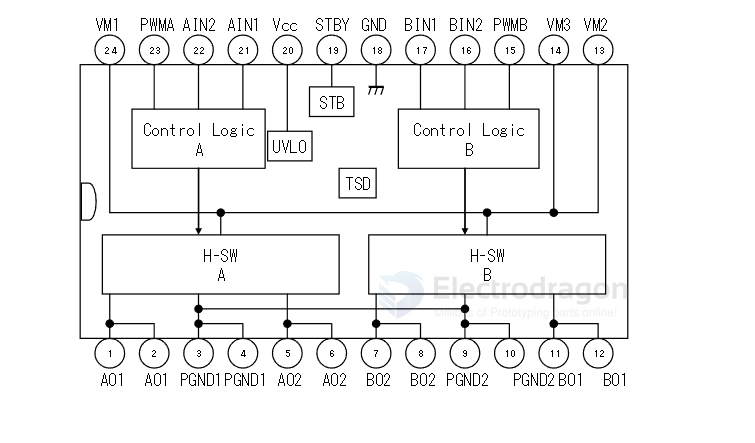 VM1 PWMA AIN2 AIN1 Vcc STBY GND BIN1 BIN2 PWMB VM3 VM2
24 23 22 21 20 19 18 17 16 15 14 13
STB
Control Logic
A
UVLO
Control Logic
B
TSD
H-SW
A
H-SW
B
Electrodragon
Millions of Prototyping parts online!
1 2 3 4 5 6 7 8 9 10 11 12
AO1 AO1 PGND1 PGND1 AO2 AO2 BO2 BO2 PGND2 PGND2 BO1 BO1